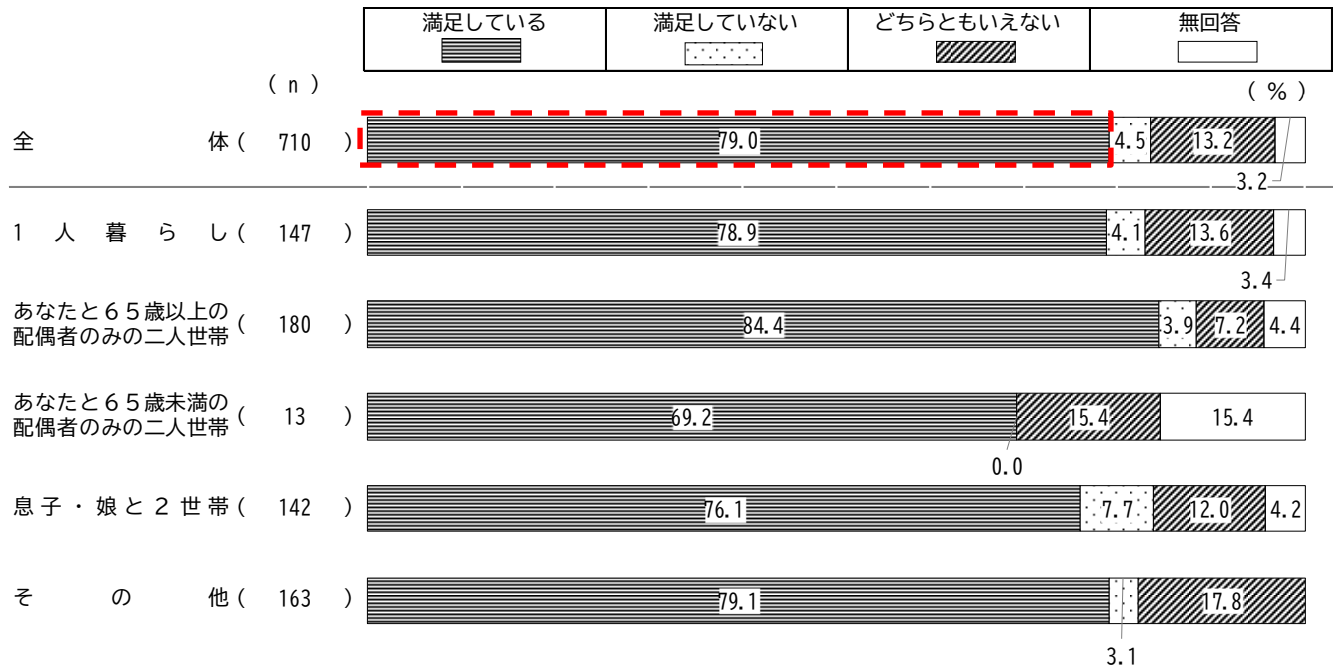 満足している 満足していない どちらともいえない 無回答
( n )
( % )
全 体 ( 710 ) 79.0 4.5 13.2
3.2
1 人 暮 ら し ( 147 ) 78.9 4.1 13.6
3.4
あなたと６５歳以上の
配偶者のみの二人世帯 ( 180 ) 84.4 3.9 7.2 4.4
あなたと６５歳未満の
配偶者のみの二人世帯 ( 13 ) 69.2 15.4 15.4
0.0
息子・娘と２世帯 ( 142 ) 76.1 7.7 12.0 4.2
そ の 他 ( 163 ) 79.1 17.8
3.1